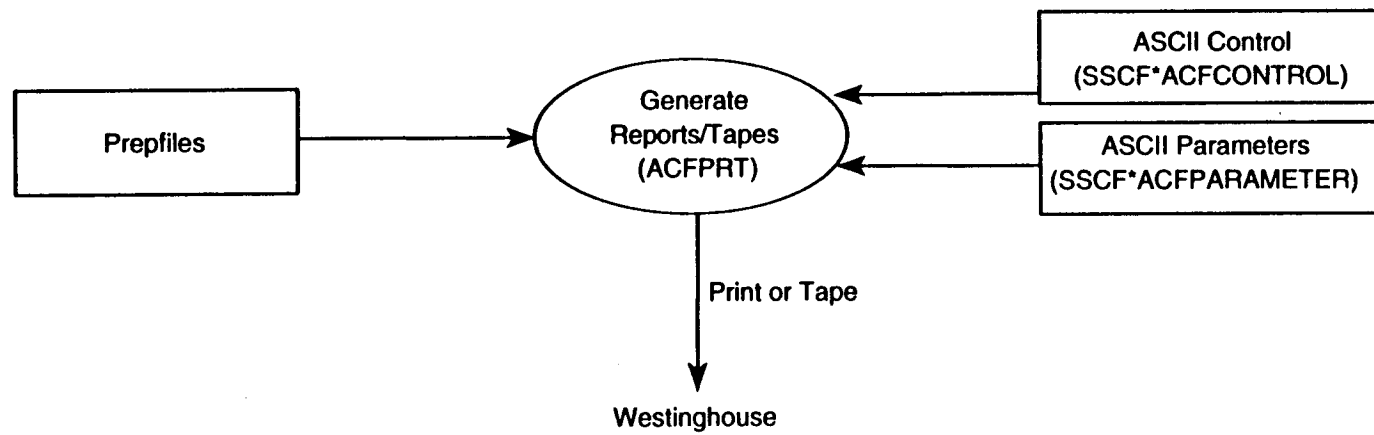 Prepfiles
Generate
Reports/Tapes
(ACFPRT)
ASCII Control
(SSCF*ACFCONTROL)
ASCII Parameters
(SSCF*ACFPARAMETER)
Print or Tape
Westinghouse